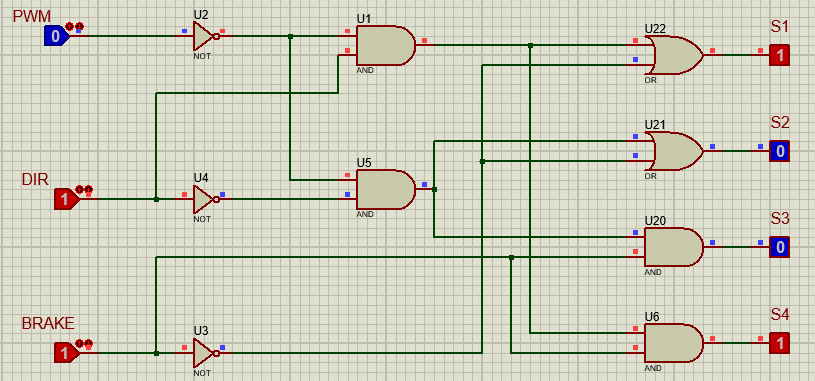 PWM
0
U2
NOT
U1
AND
U22
OR
S1
1
U21
OR
S2
0
DIR
1
U4
NOT
U5
AND
U20
AND
S3
0
BRAKE
1
U3
NOT
U6
AND
S4
1